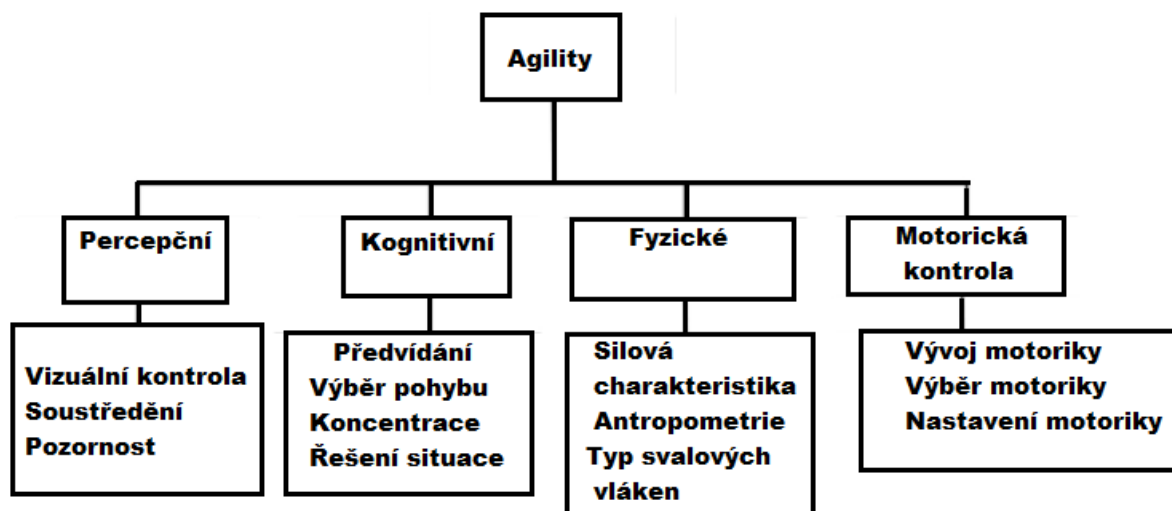 Agility
Percepční
Kognitivní
Fyzické
Motorická
kontrola
Vizuální kontrola
Soustředění
Pozornost
Předvídání
Výběr pohybu
Koncentrace
Řešení situace
Silová
charakteristika
Antropometrie
Typ svalových
vláken
Vývoj motoriky
Výběr motoriky
Nastavení motoriky